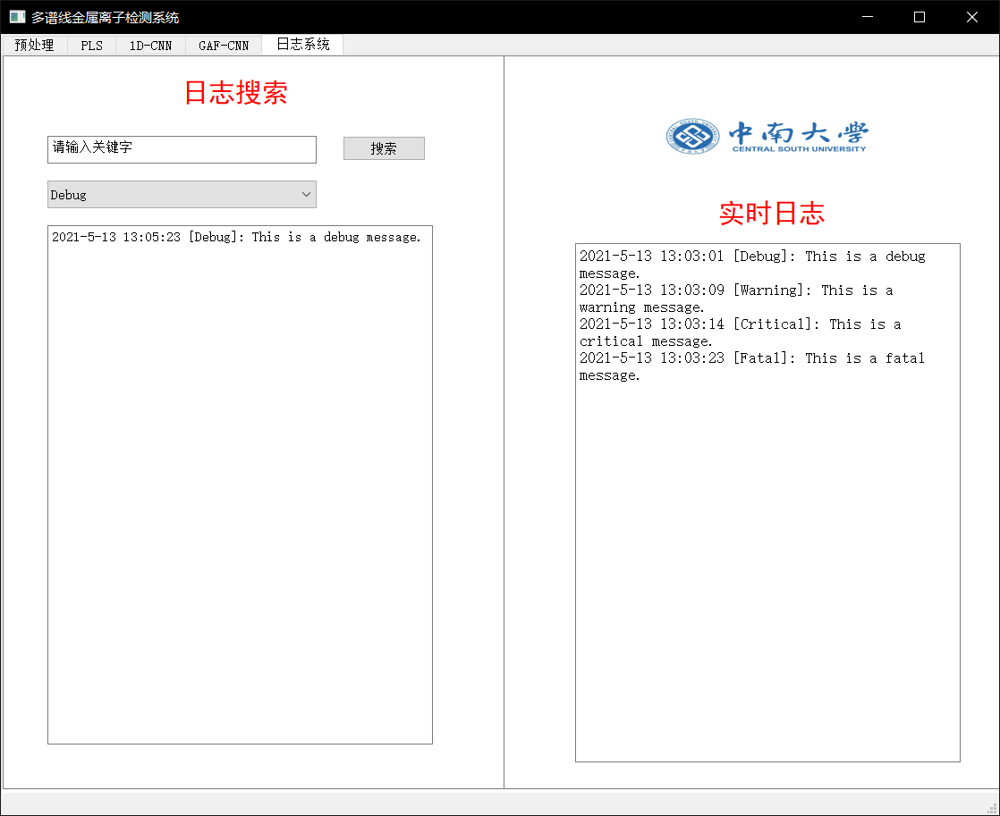 多谱线金属离子检测系统
预处理 PLS 1D-CNN GAF-CNN 日志系统
日志搜索
请输入关键字 搜索
Debug
2021-5-13 13:05:23 [Debug]: This is a debug message.
中南大学
CENTRAL SOUTH UNIVERSITY
实时日志
2021-5-13 13:03:01 [Debug]: This is a debug
message.
2021-5-13 13:03:09 [Warning]: This is a
warning message.
2021-5-13 13:03:14 [Critical]: This is a
critical message.
2021-5-13 13:03:23 [Fatal]: This is a fatal
message.